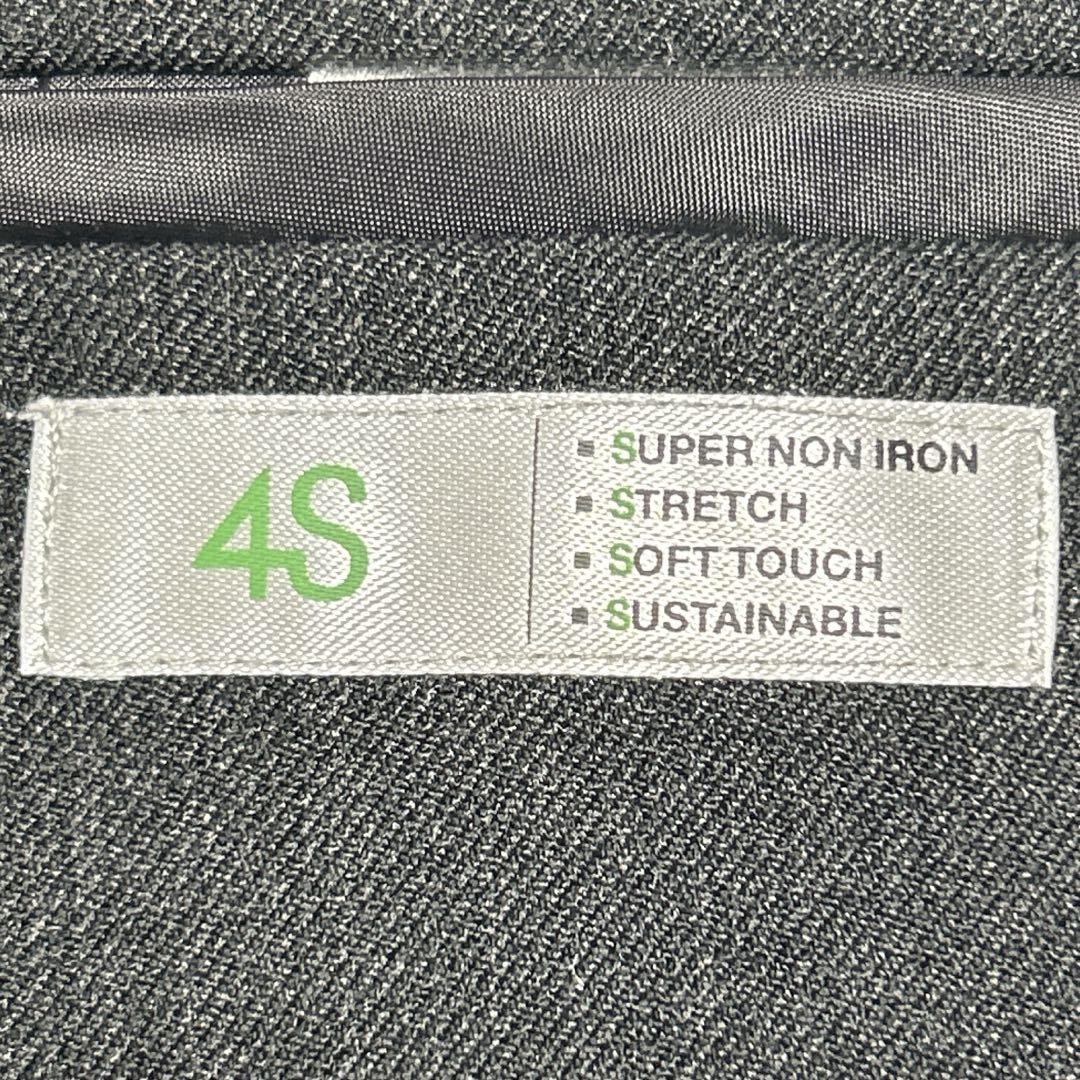 4S
▪ SUPER NON IRON
▪ STRETCH
▪ SOFT TOUCH
▪ SUSTAINABLE